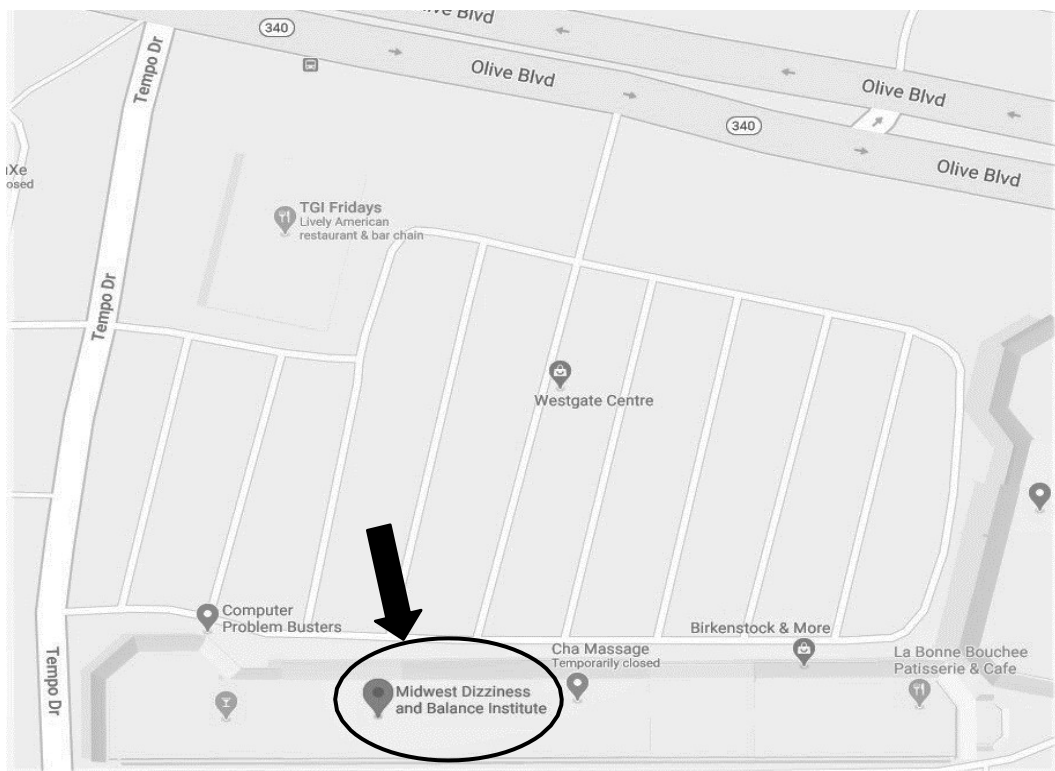 340
Olive Blvd
Olive Blvd
340
Olive Blvd
Tempo Dr
closed
TGI Fridays
Lively American
restaurant & bar chain
Tempo Dr
Westgate Centre
Computer
Problem Busters
Birkenstock & More
Cha Massage
Temporarily closed
La Bonne Bouchee
Patisserie & Cafe
Tempo Dr
Midwest Dizziness
and Balance Institute